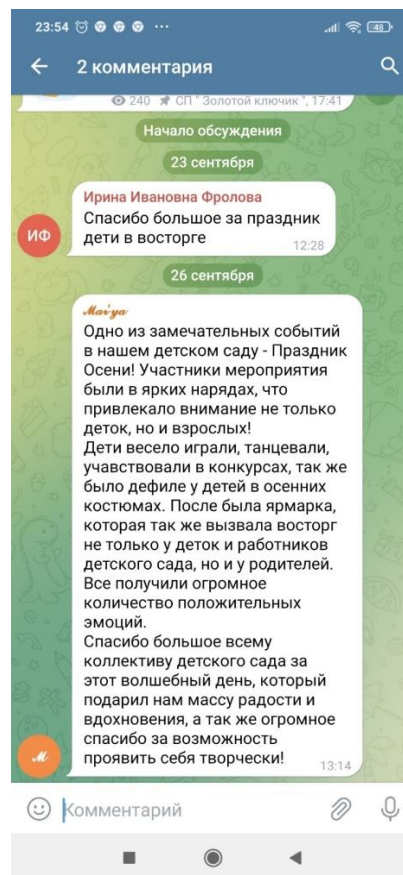 23:54
48
2 комментария
240 СП " Золотой ключик ", 17:41
Начало обсуждения
23 сентября
Ирина Ивановна Фролова
Спасибо большое за праздник
дети в восторге
12:28
ИФ
26 сентября
Mar'ya
Одно из замечательных событий
в нашем детском саду - Праздник
Осени! Участники мероприятия
были в ярких нарядах, что
привлекало внимание не только
деток, но и взрослых!
Дети весело играли, танцевали,
учавствовали в конкурсах, так же
было дефиле у детей в осенних
костюмах. После была ярмарка,
которая так же вызвала восторг
не только у деток и работников
детского сада, но и у родителей.
Все получили огромное
количество положительных
эмоций.
Спасибо большое всему
коллективу детского сада за
этот волшебный день, который
подарил нам массу радости и
вдохновения, а так же огромное
спасибо за возможность
проявить себя творчески!
13:14
M
Комментарий